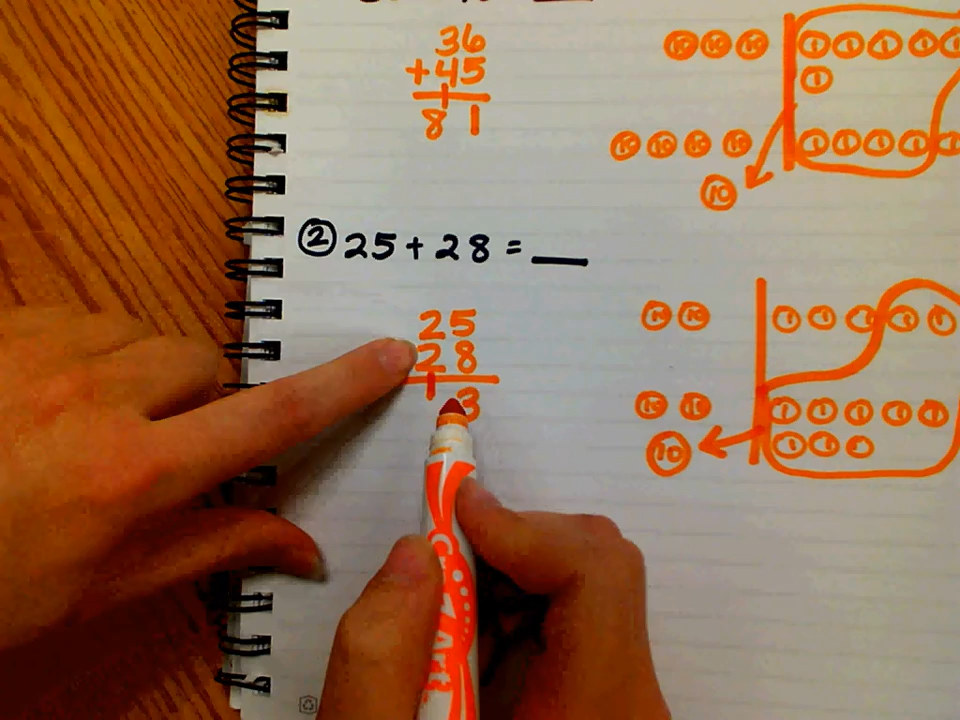 36
+45
8 1
10 10 10 1 1 1 1 1
1
10 10 10 10 1 1 1 1 1
10
② 25 + 28 = __
25
28
1 3
10 10 1 1 1 1 1
10 10 1 1 1 1 1
10 1 1 1